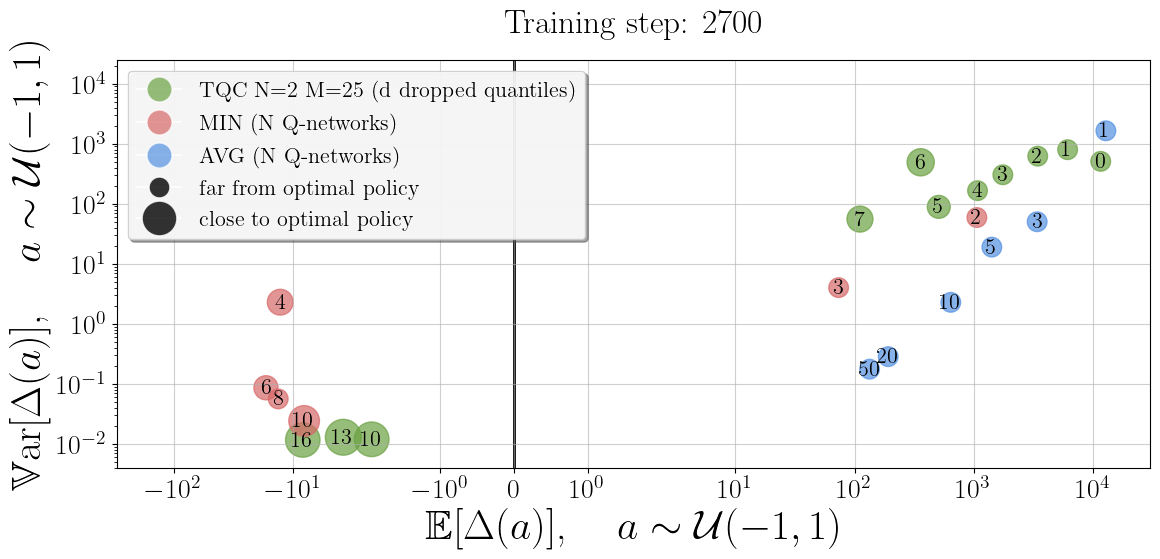 Training step: 2700
𝕍ar[Δ(a)],    a ∼ 𝒰(−1, 1)
10⁴
10³
10²
10¹
10⁰
10⁻¹
10⁻²
TQC N=2 M=25 (d dropped quantiles)
MIN (N Q-networks)
AVG (N Q-networks)
far from optimal policy
close to optimal policy
1
6 2 1 0
3
4
7 5 2 3
5
3
4 10
20
50
6
8
10
16 13 10
−10² −10¹ −10⁰ 0 10⁰ 10¹ 10² 10³ 10⁴
𝔼[Δ(a)],    a ∼ 𝒰(−1, 1)